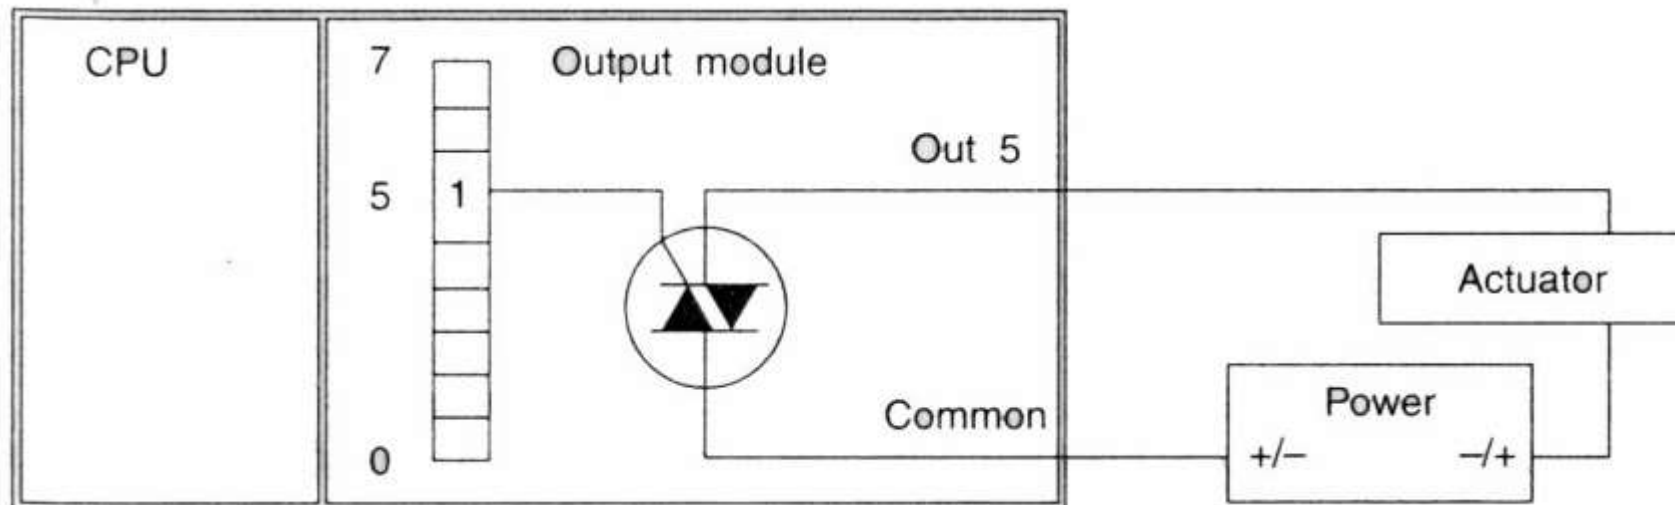 CPU
7
Output module
Out 5
5
1
Actuator
Common
Power
0
+/−
−/+